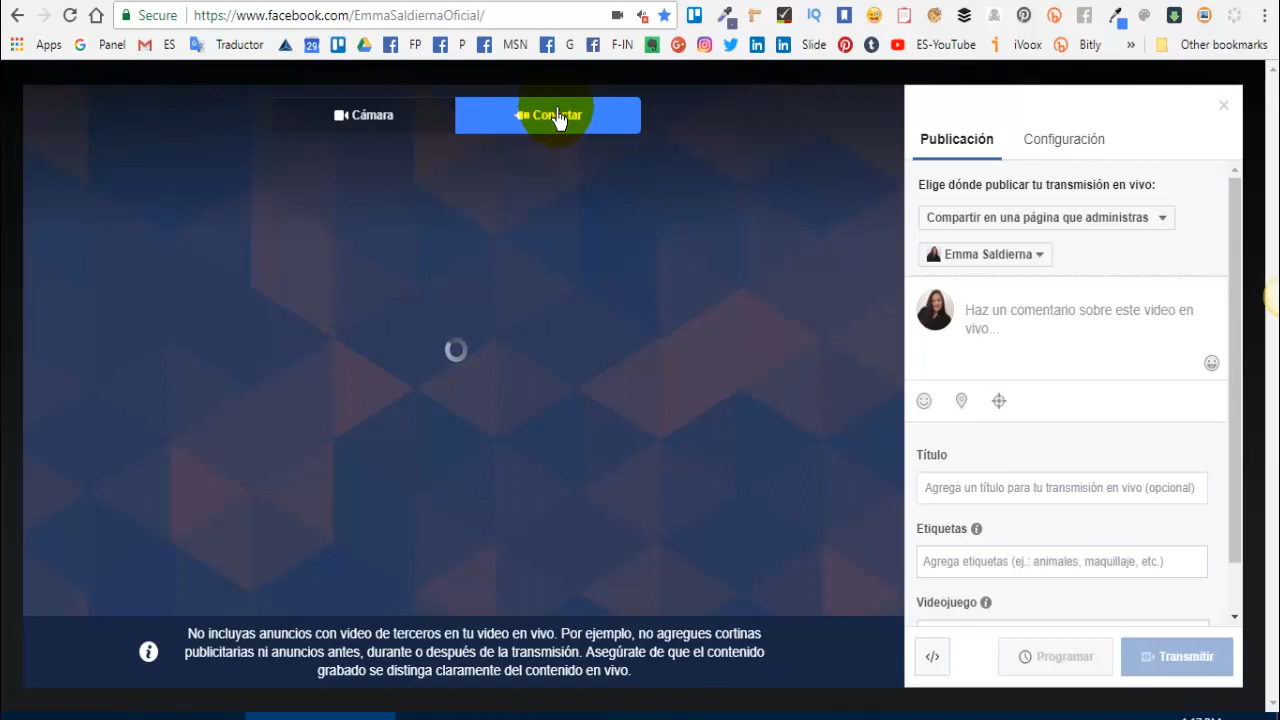 Secure https://www.facebook.com/EmmaSaldiernaOficial/
Apps Panel ES Traductor 29 FP P MSN G F-IN Slide ES-YouTube iVoox Bitly » Other bookmarks
Cámara
Publicación Configuración
Elige dónde publicar tu transmisión en vivo:
Compartir en una página que administras
Emma Saldierna
Haz un comentario sobre este video en
vivo...
Título
Agrega un título para tu transmisión en vivo (opcional)
Etiquetas
Agrega etiquetas (ej.: animales, maquillaje, etc.)
Videojuego
No incluyas anuncios con video de terceros en tu video en vivo. Por ejemplo, no agregues cortinas
publicitarias ni anuncios antes, durante o después de la transmisión. Asegúrate de que el contenido
grabado se distinga claramente del contenido en vivo.
</> Programar Transmitir